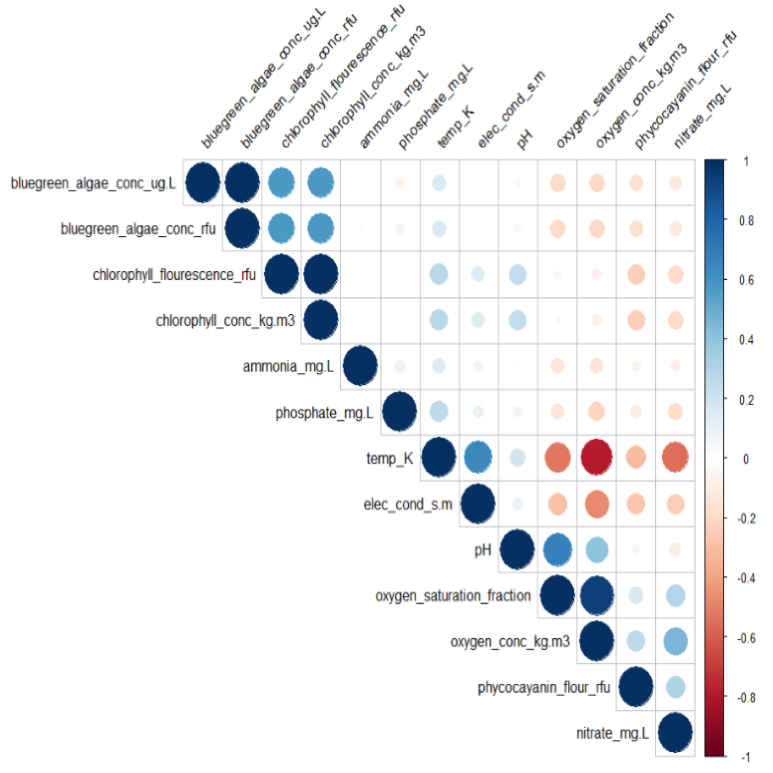 bluegreen_algae_conc_ug.L
bluegreen_algae_conc_rfu
chlorophyll_flourescence_rfu
chlorophyll_conc_kg.m3
ammonia_mg.L
phosphate_mg.L
temp_K
elec_cond_s.m
pH
oxygen_saturation_fraction
oxygen_conc_kg.m3
phycocayanin_flour_rfu
nitrate_mg.L
bluegreen_algae_conc_ug.L
bluegreen_algae_conc_rfu
chlorophyll_flourescence_rfu
chlorophyll_conc_kg.m3
ammonia_mg.L
phosphate_mg.L
temp_K
elec_cond_s.m
pH
oxygen_saturation_fraction
oxygen_conc_kg.m3
phycocayanin_flour_rfu
nitrate_mg.L
1
0.8
0.6
0.4
0.2
0
-0.2
-0.4
-0.6
-0.8
-1